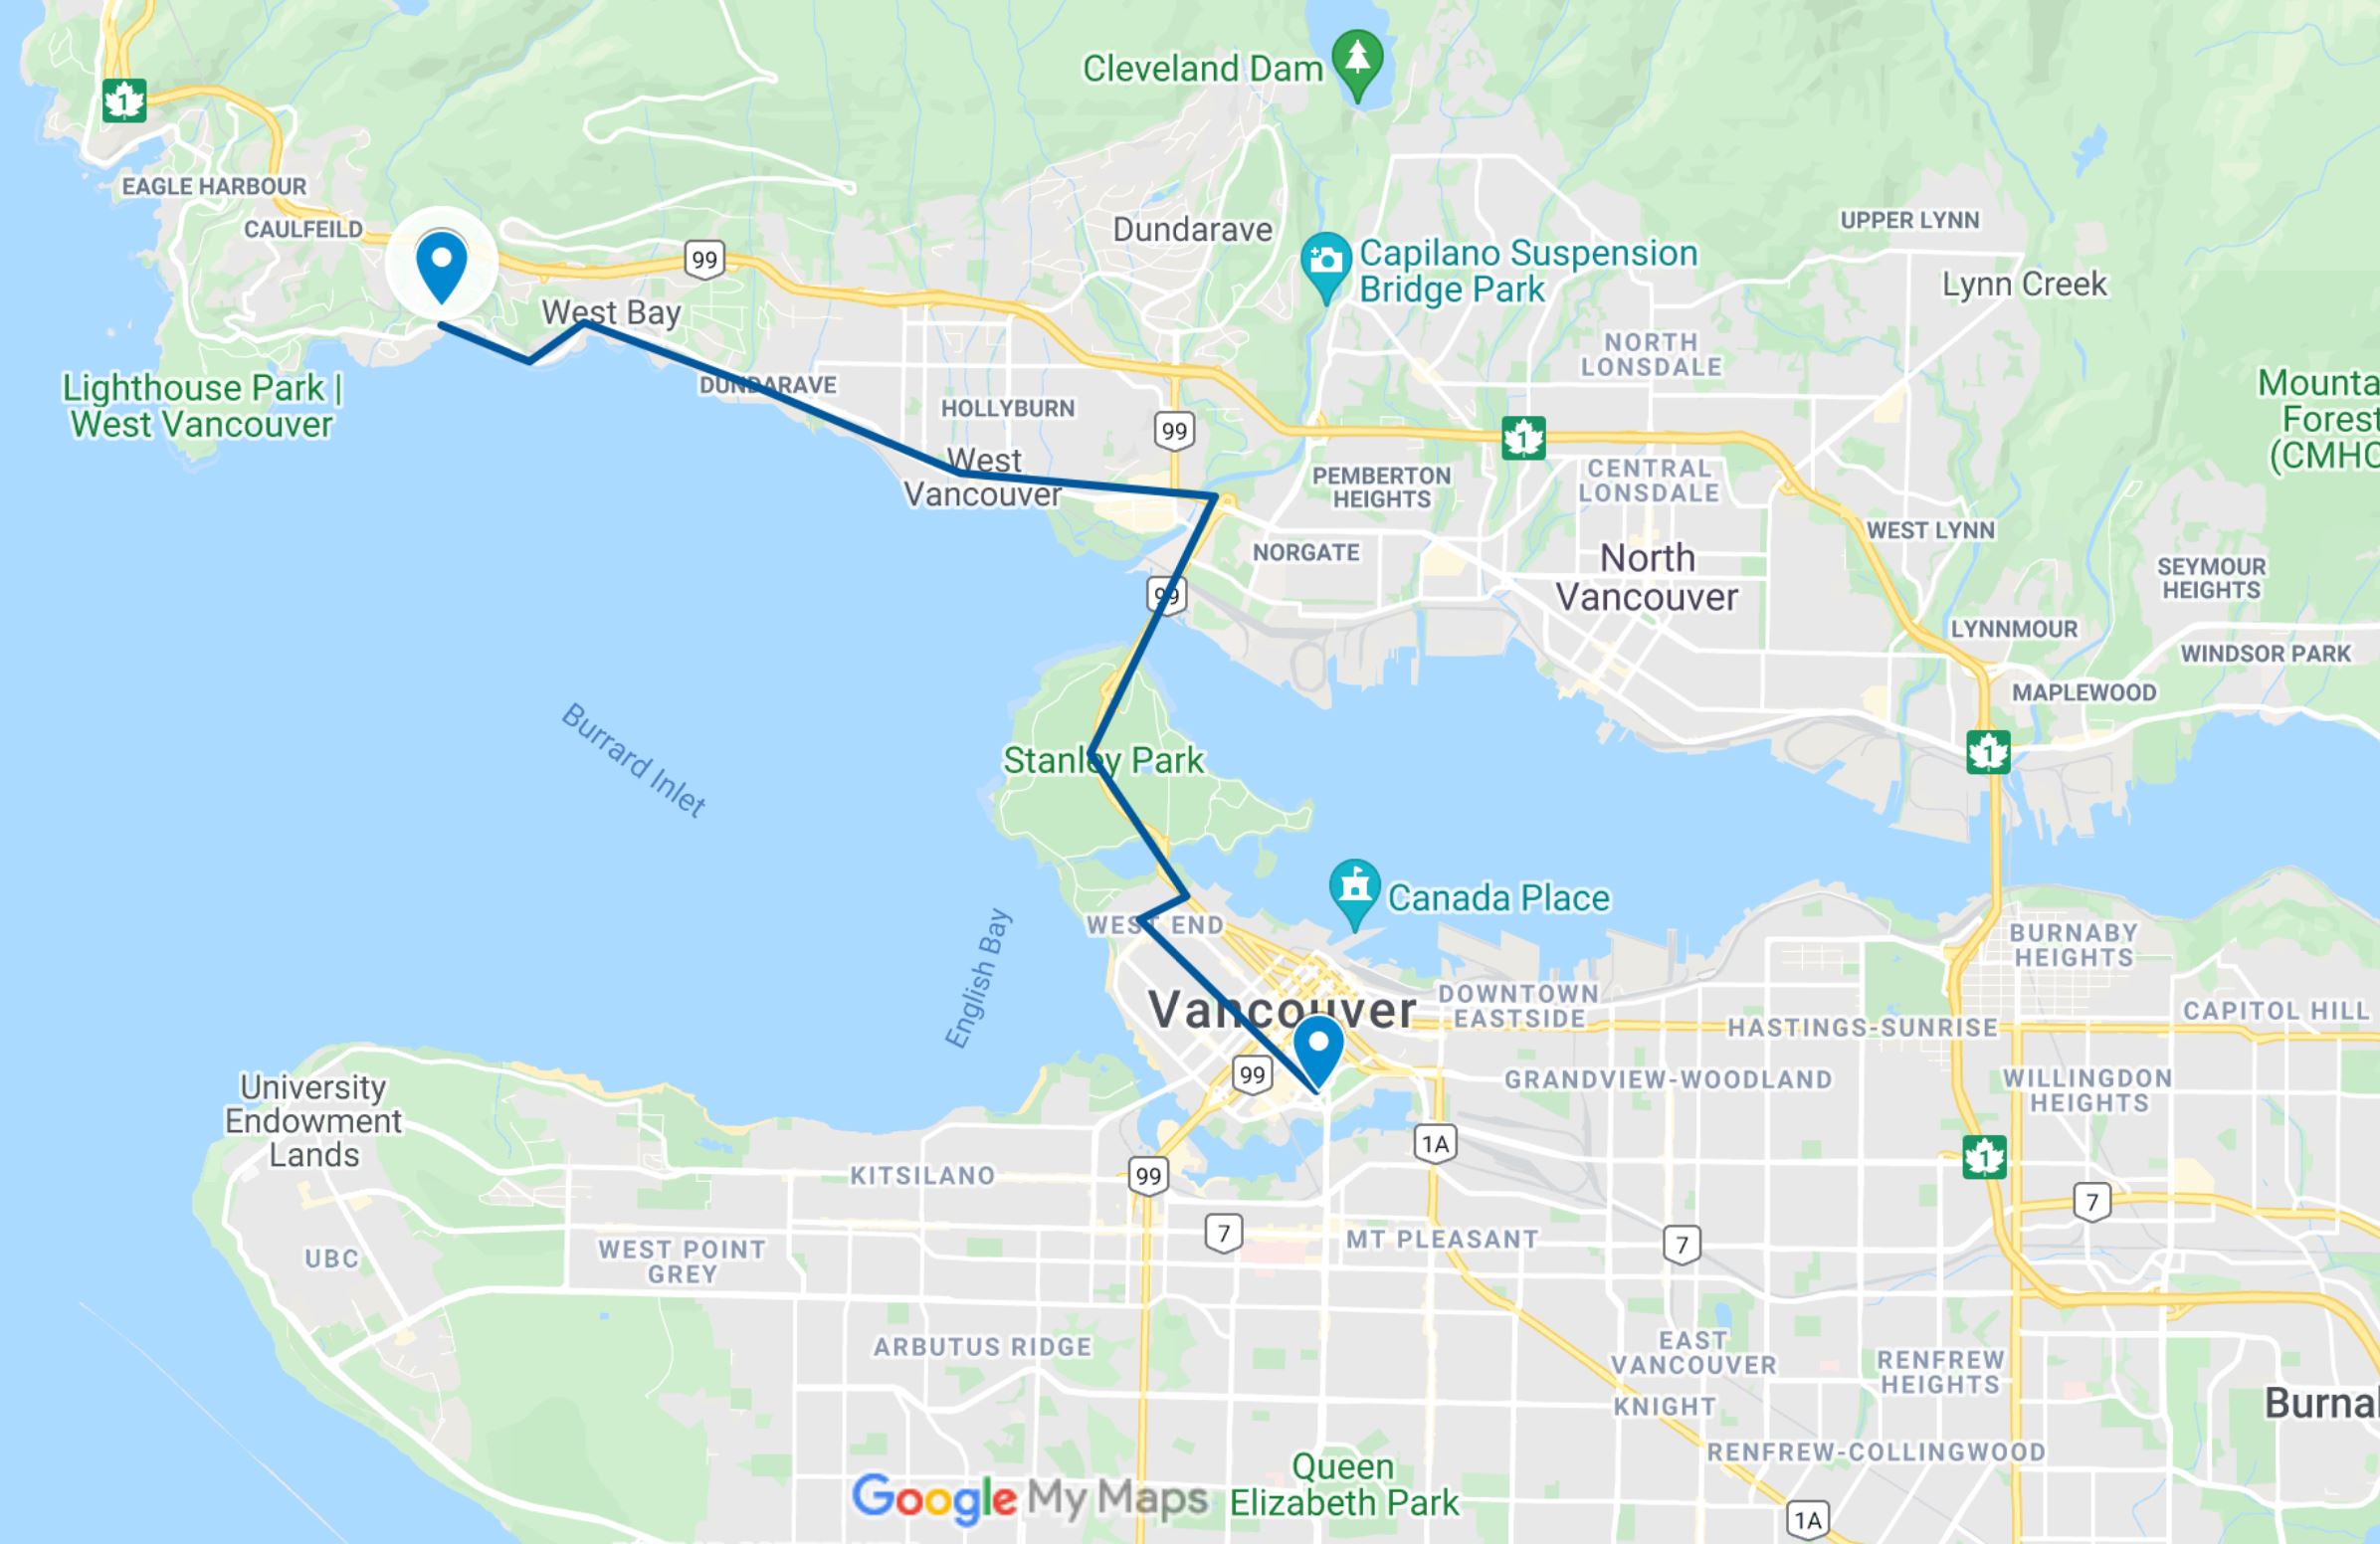 Cleveland Dam
1
EAGLE HARBOUR
CAULFEILD
Dundarave
UPPER LYNN
99
Capilano Suspension
Bridge Park
Lynn Creek
West Bay
NORTH
LONSDALE
Lighthouse Park |
West Vancouver
DUNDARAVE
HOLLYBURN
99
1
Mounta
Forest
(CMHC
West
Vancouver
PEMBERTON
HEIGHTS
CENTRAL
LONSDALE
WEST LYNN
NORGATE
North
Vancouver
SEYMOUR
HEIGHTS
99
LYNNMOUR
WINDSOR PARK
MAPLEWOOD
Burrard Inlet
Stanley Park
1
Canada Place
WEST END
English Bay
BURNABY
HEIGHTS
Vancouver
DOWNTOWN
EASTSIDE
HASTINGS-SUNRISE
CAPITOL HILL
99
GRANDVIEW-WOODLAND
WILLINGDON
HEIGHTS
University
Endowment
Lands
1A
1
KITSILANO
99
7
7
7
MT PLEASANT
UBC
WEST POINT
GREY
ARBUTUS RIDGE
EAST
VANCOUVER
RENFREW
HEIGHTS
KNIGHT
Burna
RENFREW-COLLINGWOOD
Queen
Elizabeth Park
Google My Maps
1A